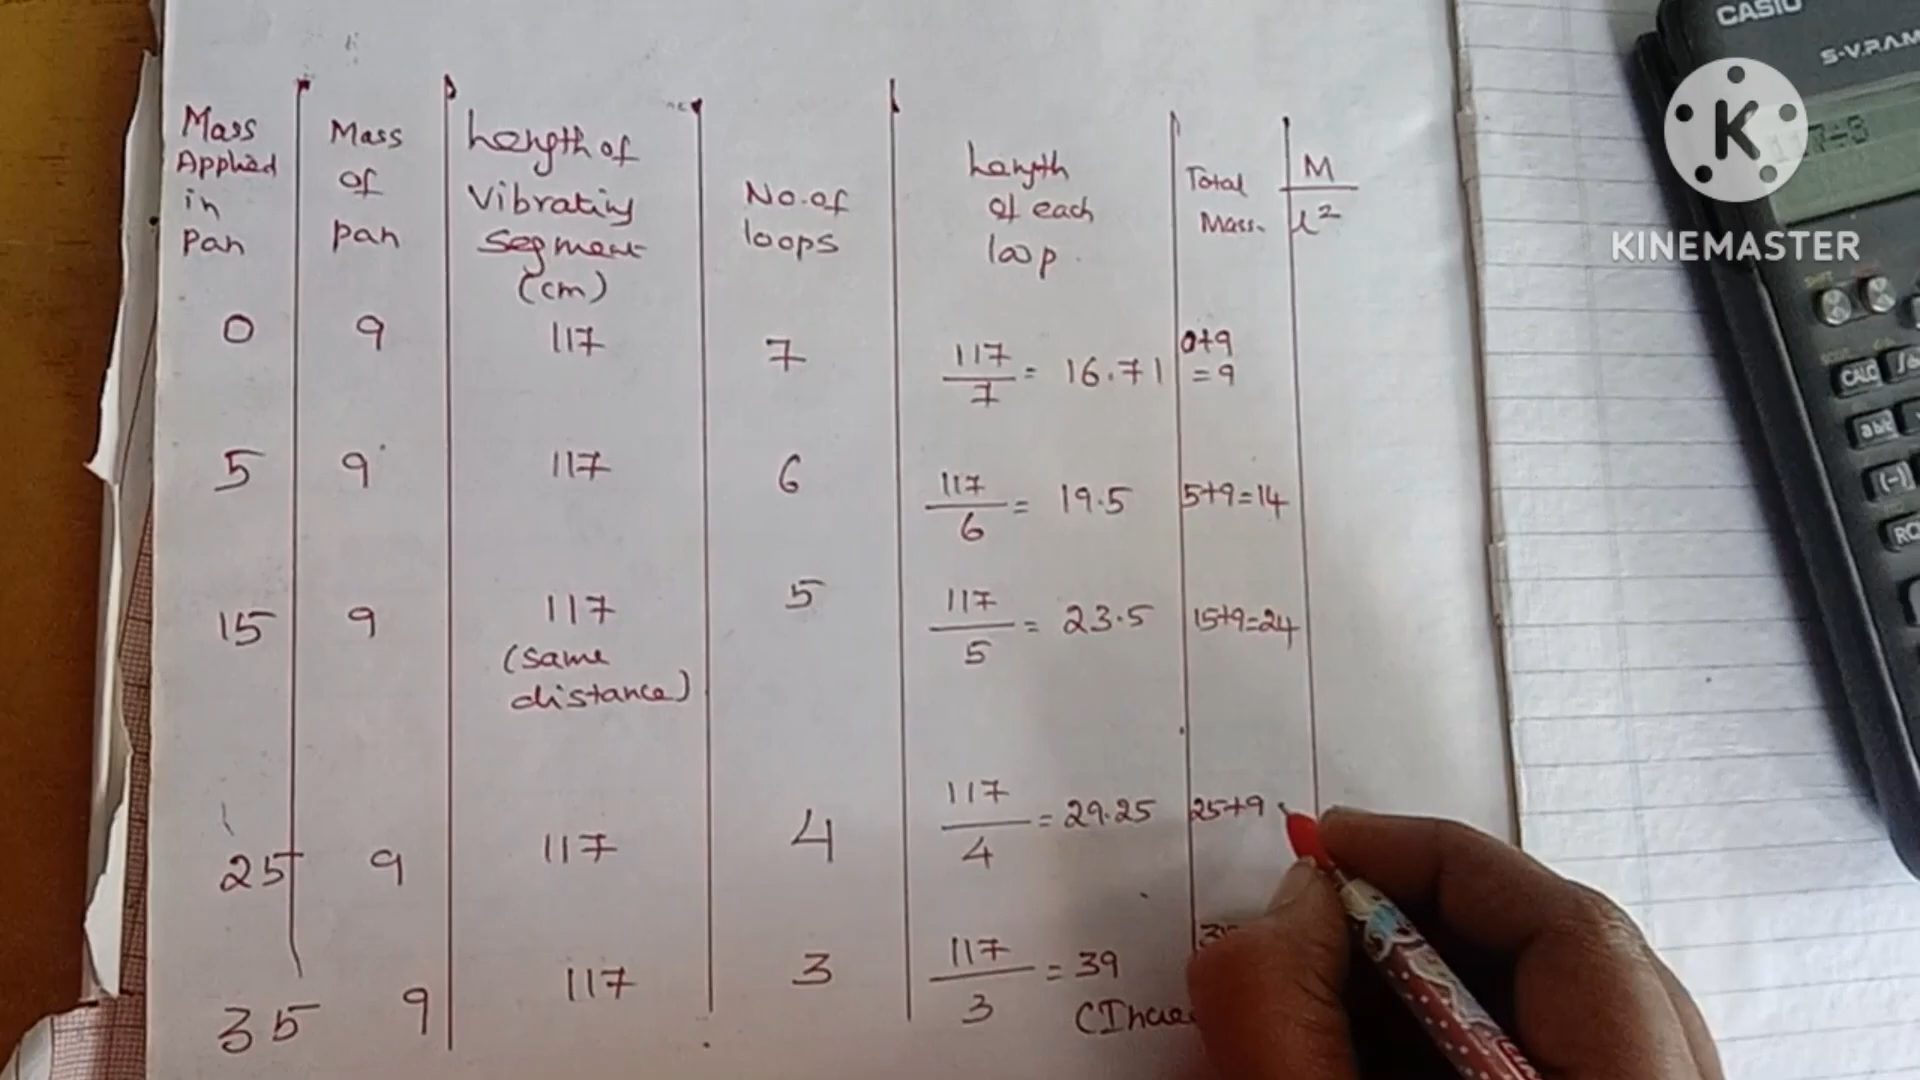 Mass Applied in Pan
Mass of pan
Length of Vibrating Segment (cm)
No. of loops
Length of each loop.
Total Mass.
M
l²
0 9 117 7 117/7 = 16.71 0+9 = 9
5 9 117 6 117/6 = 19.5 5+9=14
15 9 117 (Same distance) 5 117/5 = 23.5 15+9=24
25 9 117 4 117/4 = 29.25 25+9
35 9 117 3 117/3 = 39
CASIO
S-V.P.A.M
KINEMASTER
K
CALC
(-)